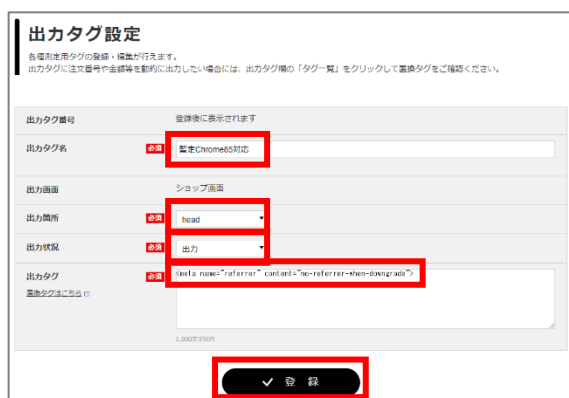 出力タグ設定
各種測定用タグの登録・編集が行えます。
出力タグに注文番号や金額等を動的に出力したい場合には、出力タグ欄の「タグ一覧」をクリックして置換タグをご確認ください。
出力タグ番号 登録後に表示されます
出力タグ名 必須 暫定Chrome85対応
出力画面 ショップ画面
出力箇所 必須 head
出力状況 必須 出力
出力タグ 必須 <meta name="referrer" content="no-referrer-when-downgrade">
置換タグはこちら
1,000文字以内
登 録